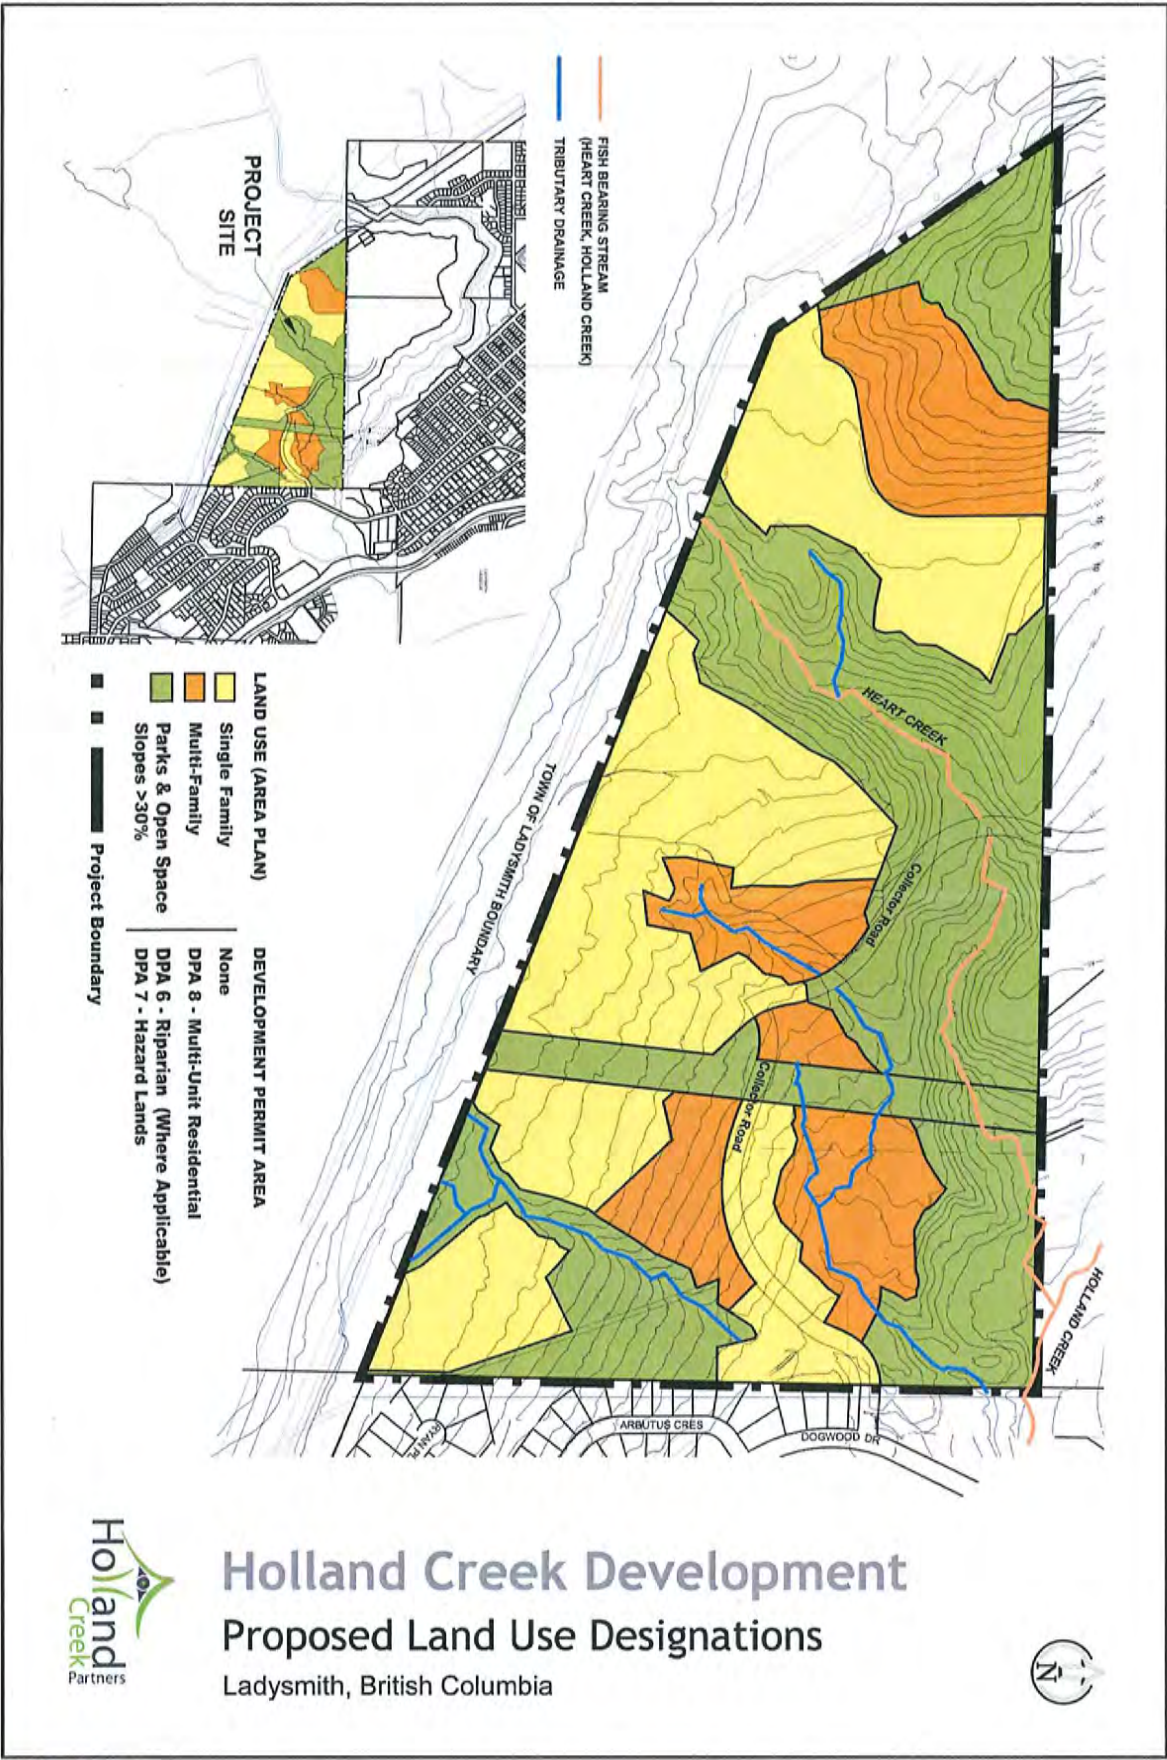 Holland Creek Development
Proposed Land Use Designations
Ladysmith, British Columbia
N
FISH BEARING STREAM
(HEART CREEK, HOLLAND CREEK)
TRIBUTARY DRAINAGE
PROJECT
SITE
HEART CREEK
Collector Road
Collector Road
HOLLAND CREEK
TOWN OF LADYSMITH BOUNDARY
ARBUTUS CRES
DOGWOOD DR
RYAN
LAND USE (AREA PLAN)
DEVELOPMENT PERMIT AREA
Single Family
None
Multi-Family
DPA 8 - Multi-Unit Residential
Parks & Open Space
DPA 6 - Riparian (Where Applicable)
Slopes >30%
DPA 7 - Hazard Lands
Project Boundary
Holland
Creek
Partners